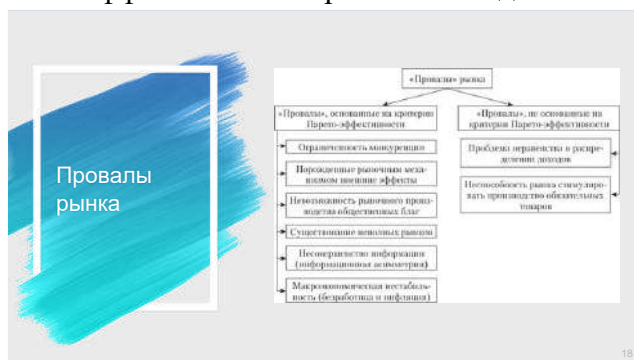 Провалы
рынка
«Провалы» рынка
«Провалы», основанные на критерии
Парето-эффективности
Ограниченность конкуренции
Порожденные рыночным меха-
низмом внешние эффекты
Невозможность рыночного произ-
водства общественных благ
Существование неполных рынков
Несовершенство информации
(информационная асимметрия)
Макроэкономическая нестабиль-
ность (безработица и инфляция)
«Провалы», не основанные на
критерии Парето-эффективности
Проблема неравенства в распре-
делении доходов
Неспособность рынка стимулиро-
вать производство обязательных
товаров
18